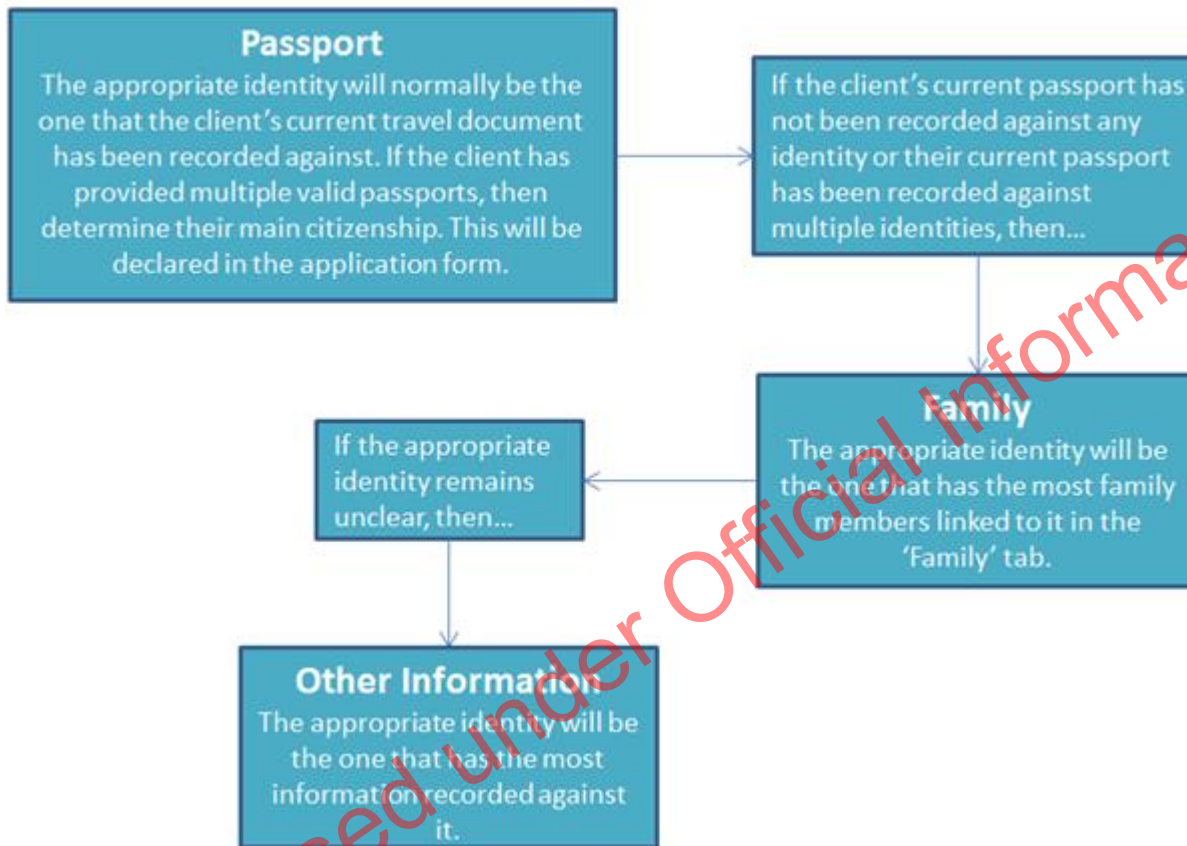 Passport
The appropriate identity will normally be the
one that the client's current travel document
has been recorded against. If the client has
provided multiple valid passports, then
determine their main citizenship. This will be
declared in the application form.
If the client's current passport has
not been recorded against any
identity or their current passport
has been recorded against
multiple identities, then...
Family
The appropriate identity will be
the one that has the most family
members linked to it in the
'Family' tab.
If the appropriate
identity remains
unclear, then...
Other Information
The appropriate identity will be
the one that has the most
information recorded against
it.
sed under Official Informa